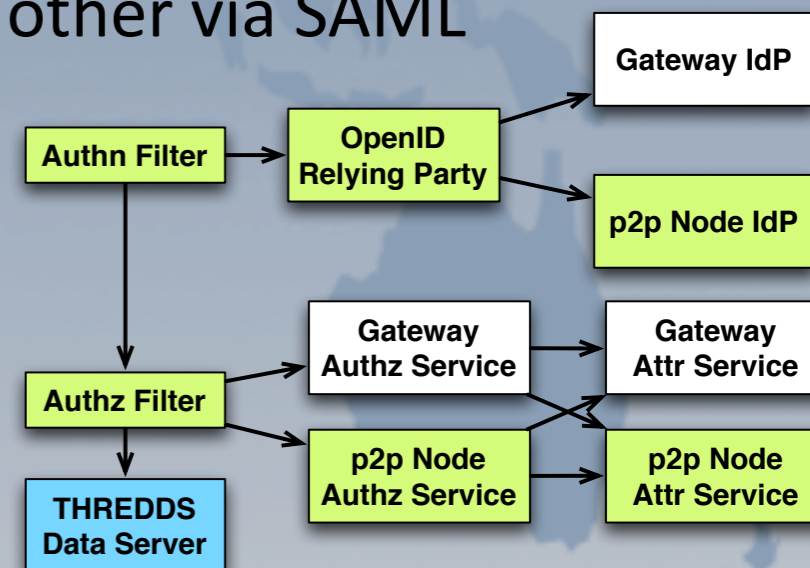 other via SAML
Gateway IdP
Authn Filter
OpenID
Relying Party
p2p Node IdP
Gateway
Authz Service
Gateway
Attr Service
Authz Filter
p2p Node
Authz Service
p2p Node
Attr Service
THREDDS
Data Server